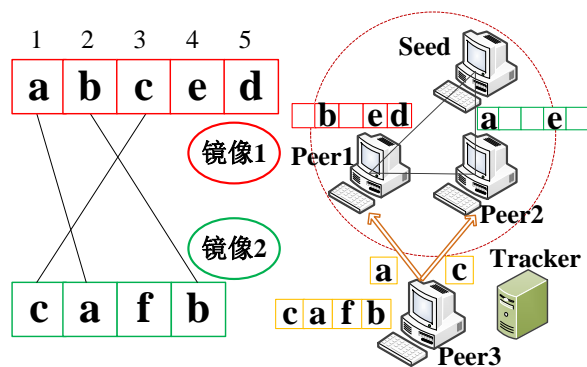 1 2 3 4 5
a b c e d
镜像1
镜像2
c a f b
Seed
b e d
a e
Peer1
Peer2
a c
Tracker
c a f b
Peer3